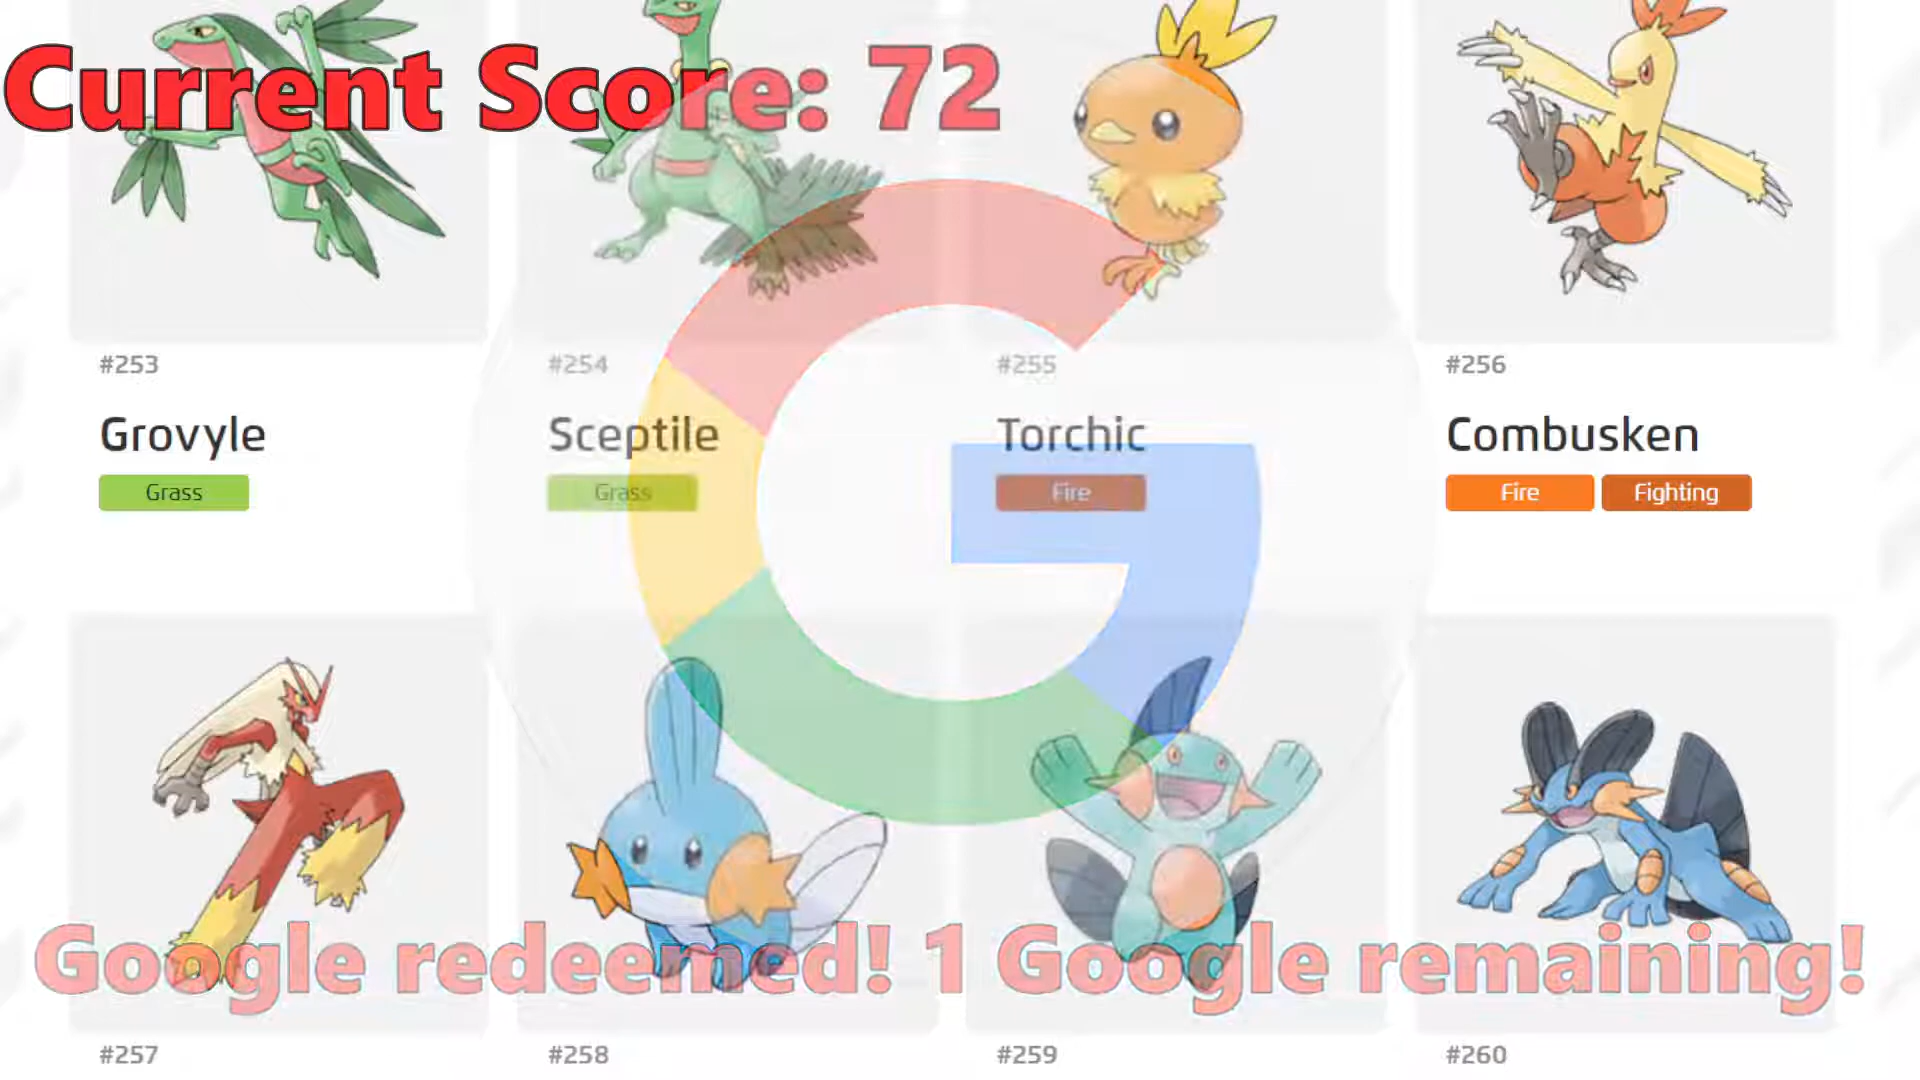 Current Score: 72
#253
#254
#255
#256
Grovyle
Sceptile
Torchic
Combusken
Grass
Grass
Fire
Fire
Fighting
Google redeemed! 1 Google remaining!
#257
#258
#259
#260